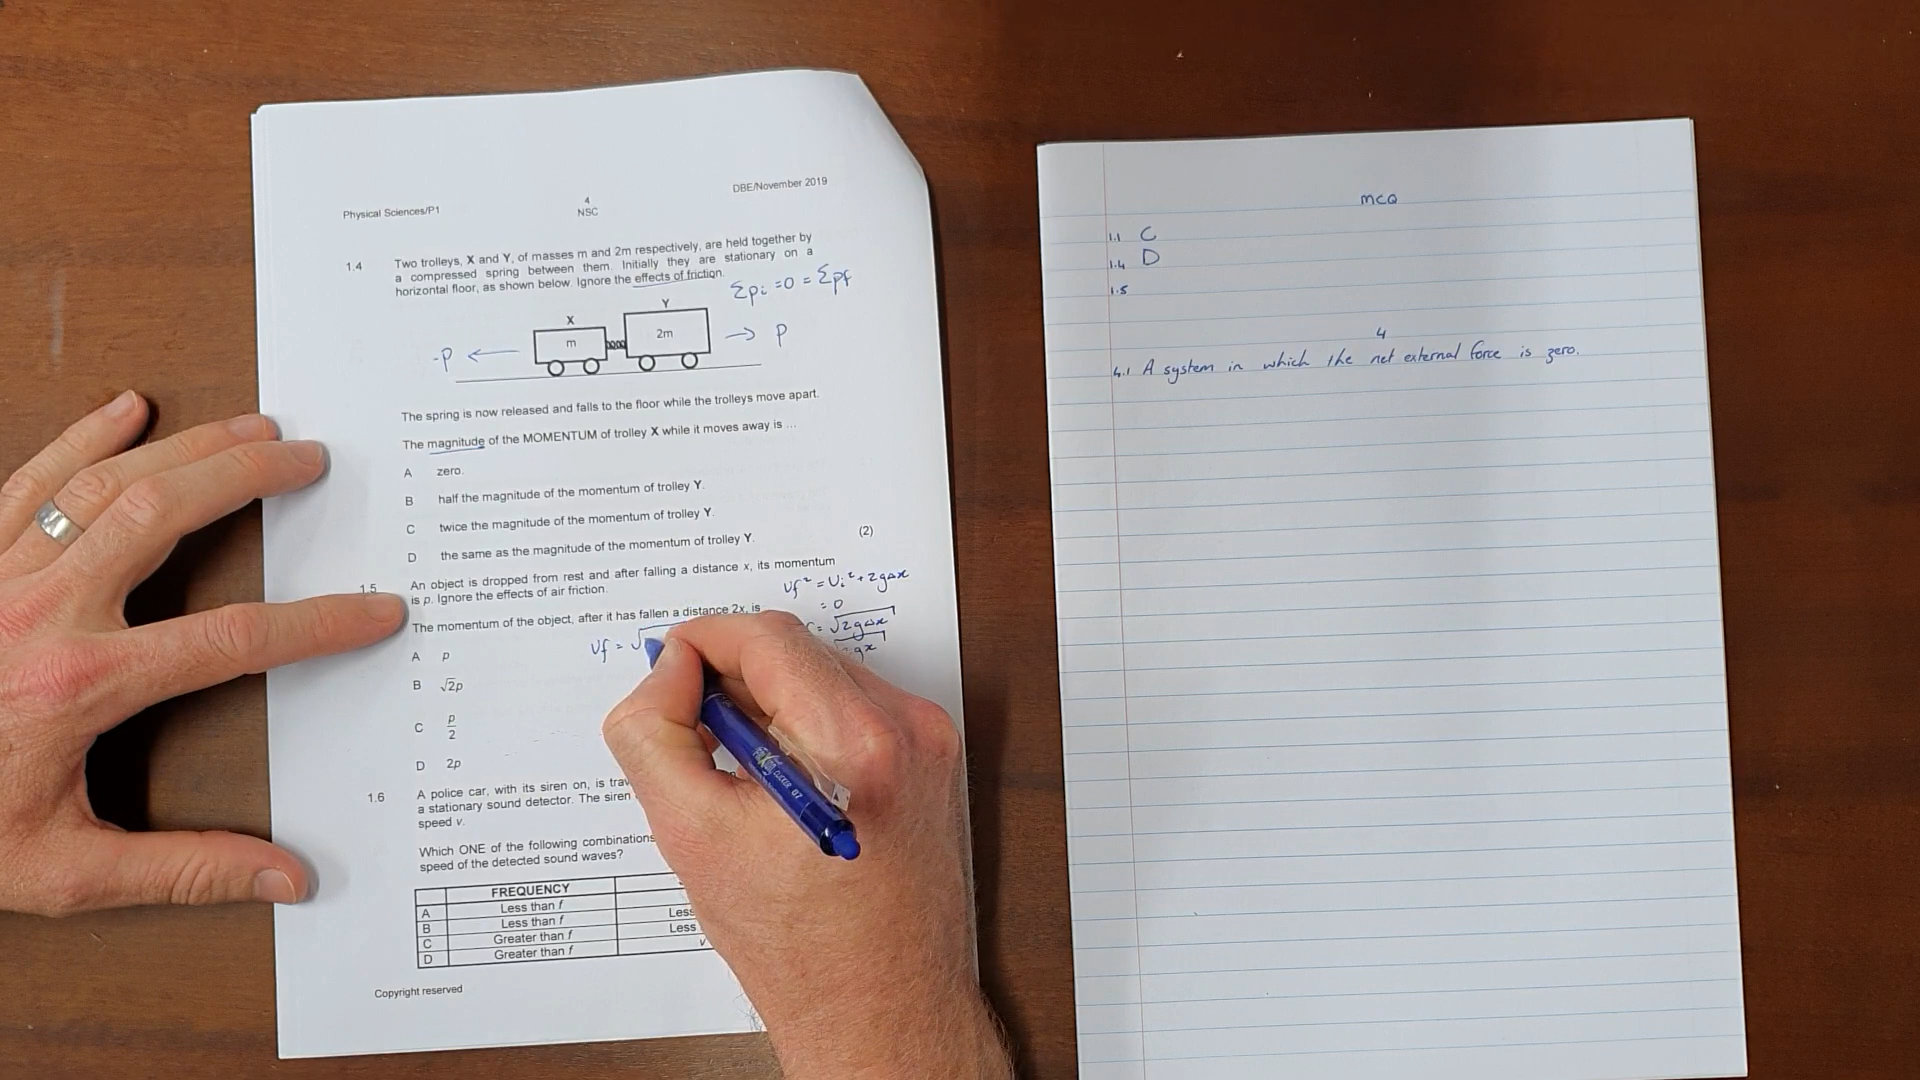 DBE/November 2019
Physical Sciences/P1
4
NSC
1.4 Two trolleys, X and Y, of masses m and 2m respectively, are held together by
a compressed spring between them. Initially they are stationary on a
horizontal floor, as shown below. Ignore the effects of friction.
Σpi = 0 = Σpf
X
m
Y
2m
-p ←
→ p
The spring is now released and falls to the floor while the trolleys move apart.
The magnitude of the MOMENTUM of trolley X while it moves away is ...
A zero.
B half the magnitude of the momentum of trolley Y.
C twice the magnitude of the momentum of trolley Y.
D the same as the magnitude of the momentum of trolley Y.
(2)
1.5 An object is dropped from rest and after falling a distance x, its momentum
is p. Ignore the effects of air friction.
vf² = vi² + 2gΔx
= 0
The momentum of the object, after it has fallen a distance 2x, is
= √2gΔx
gx
vf = √
A p
B √2p
C p/2
D 2p
1.6 A police car, with its siren on, is
a stationary sound detector. The siren
speed v.
Which ONE of the following combinations
speed of the detected sound waves?
FREQUENCY
A Less than f
B Less than f Less
C Greater than f Less
D Greater than f v
Copyright reserved
FriXion CLICKER 07
MCQ
1.1 C
1.4 D
1.5
4
4.1 A system in which the net external force is zero.